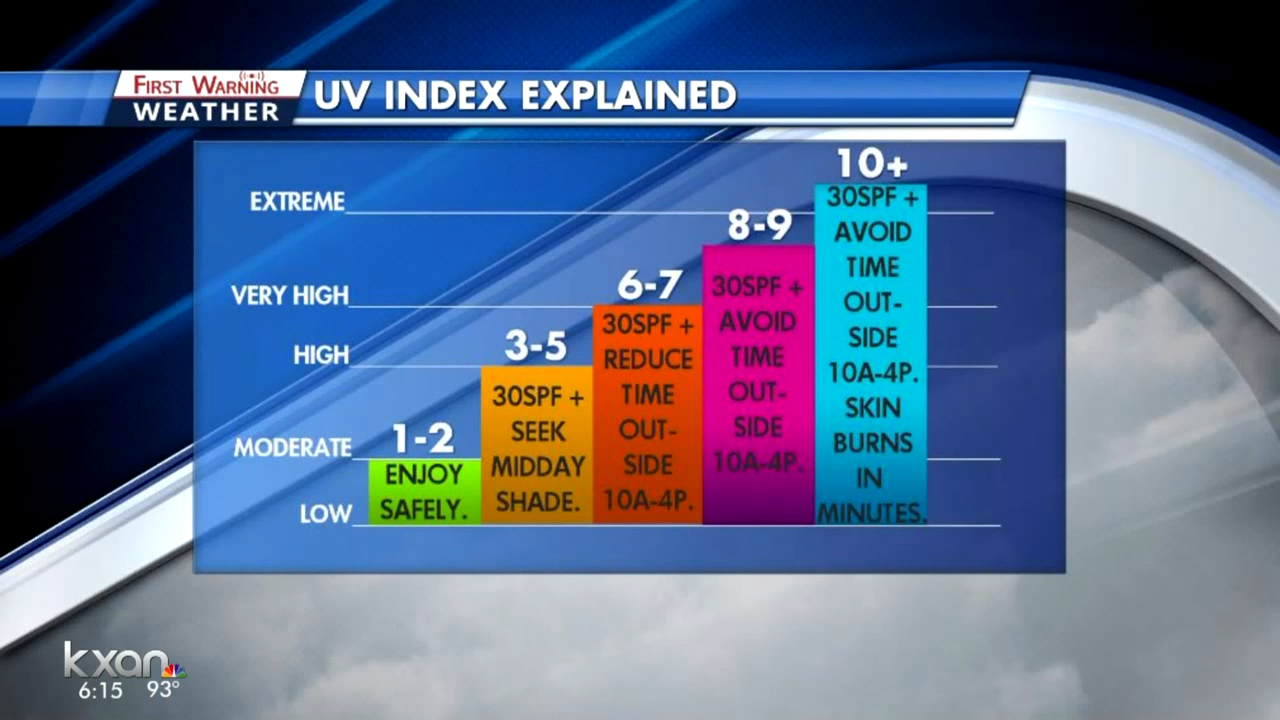 FIRST WARNING
WEATHER
UV INDEX EXPLAINED
EXTREME
VERY HIGH
HIGH
MODERATE
LOW
1-2
ENJOY
SAFELY.
3-5
30SPF +
SEEK
MIDDAY
SHADE.
6-7
30SPF +
REDUCE
TIME
OUT-
SIDE
10A-4P.
8-9
30SPF +
AVOID
TIME
OUT-
SIDE
10A-4P.
10+
30SPF +
AVOID
TIME
OUT-
SIDE
10A-4P.
SKIN
BURNS
IN
MINUTES.
kxan
6:15 93°